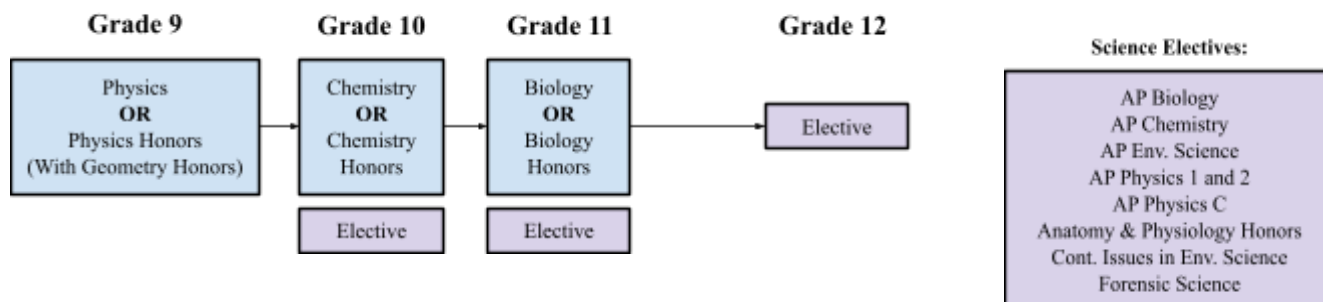 Grade 9
Grade 10
Grade 11
Grade 12
Physics
OR
Physics Honors
(With Geometry Honors)
Chemistry
OR
Chemistry
Honors
Elective
Biology
OR
Biology
Honors
Elective
Elective
Science Electives:
AP Biology
AP Chemistry
AP Env. Science
AP Physics 1 and 2
AP Physics C
Anatomy & Physiology Honors
Cont. Issues in Env. Science
Forensic Science